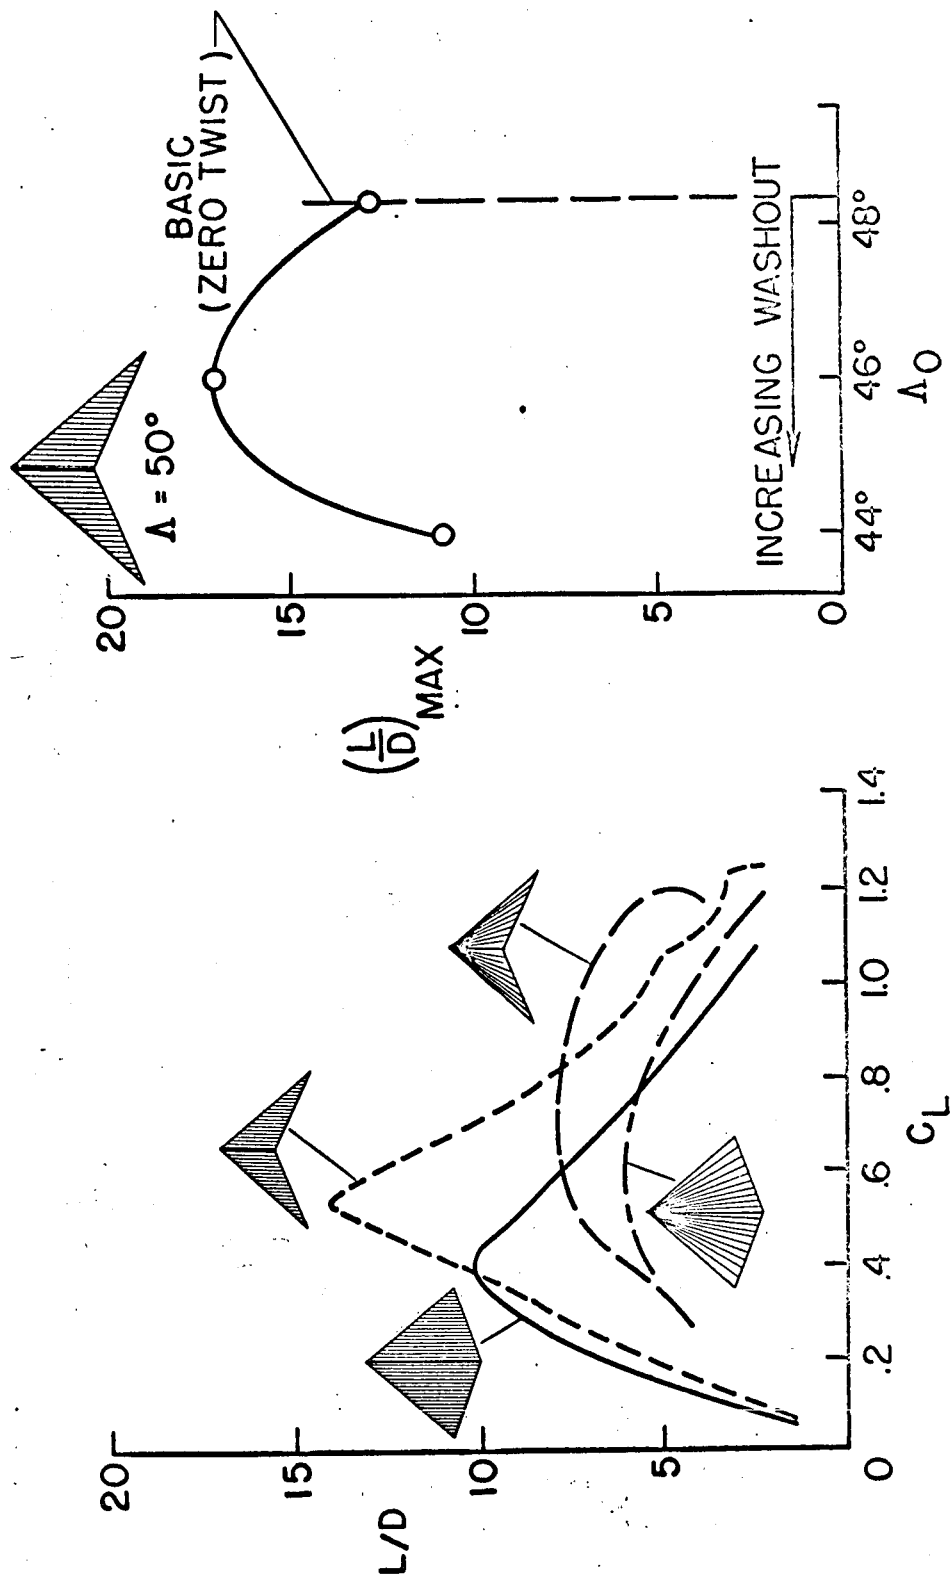 20
15
10
5
0
L/D
.2
.4
.6
.8
1.0
1.2
1.4
C_L
20
15
10
5
0
(L/D)MAX
Λ = 50°
BASIC
(ZERO TWIST)
INCREASING WASHOUT
44°
46°
48°
Λ_O